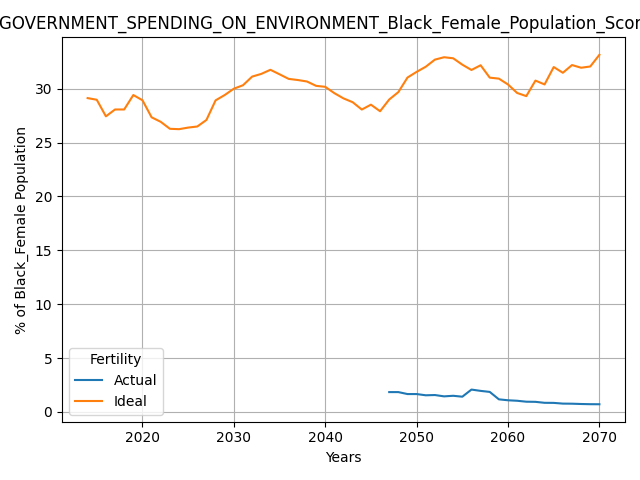 GOVERNMENT_SPENDING_ON_ENVIRONMENT_Black_Female_Population_Scor
30
25
20
15
10
5
0
% of Black_Female Population
Fertility
Actual
Ideal
2020 2030 2040 2050 2060 2070
Years